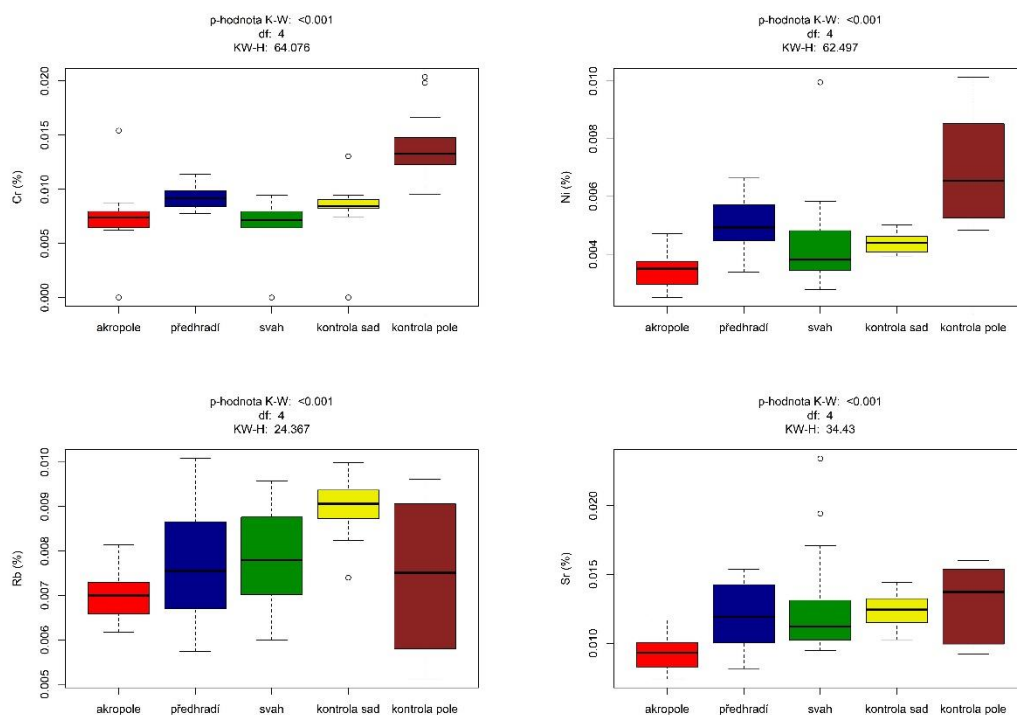 p-hodnota K-W: <0.001
df: 4
KW-H: 64.076
Cr (%)
0.020
0.015
0.010
0.005
0.000
akropole předhradí svah kontrola sad kontrola pole
p-hodnota K-W: <0.001
df: 4
KW-H: 62.497
Ni (%)
0.010
0.008
0.006
0.004
akropole předhradí svah kontrola sad kontrola pole
p-hodnota K-W: <0.001
df: 4
KW-H: 24.367
Rb (%)
0.010
0.009
0.008
0.007
0.006
0.005
akropole předhradí svah kontrola sad kontrola pole
p-hodnota K-W: <0.001
df: 4
KW-H: 34.43
Sr (%)
0.020
0.015
0.010
akropole předhradí svah kontrola sad kontrola pole